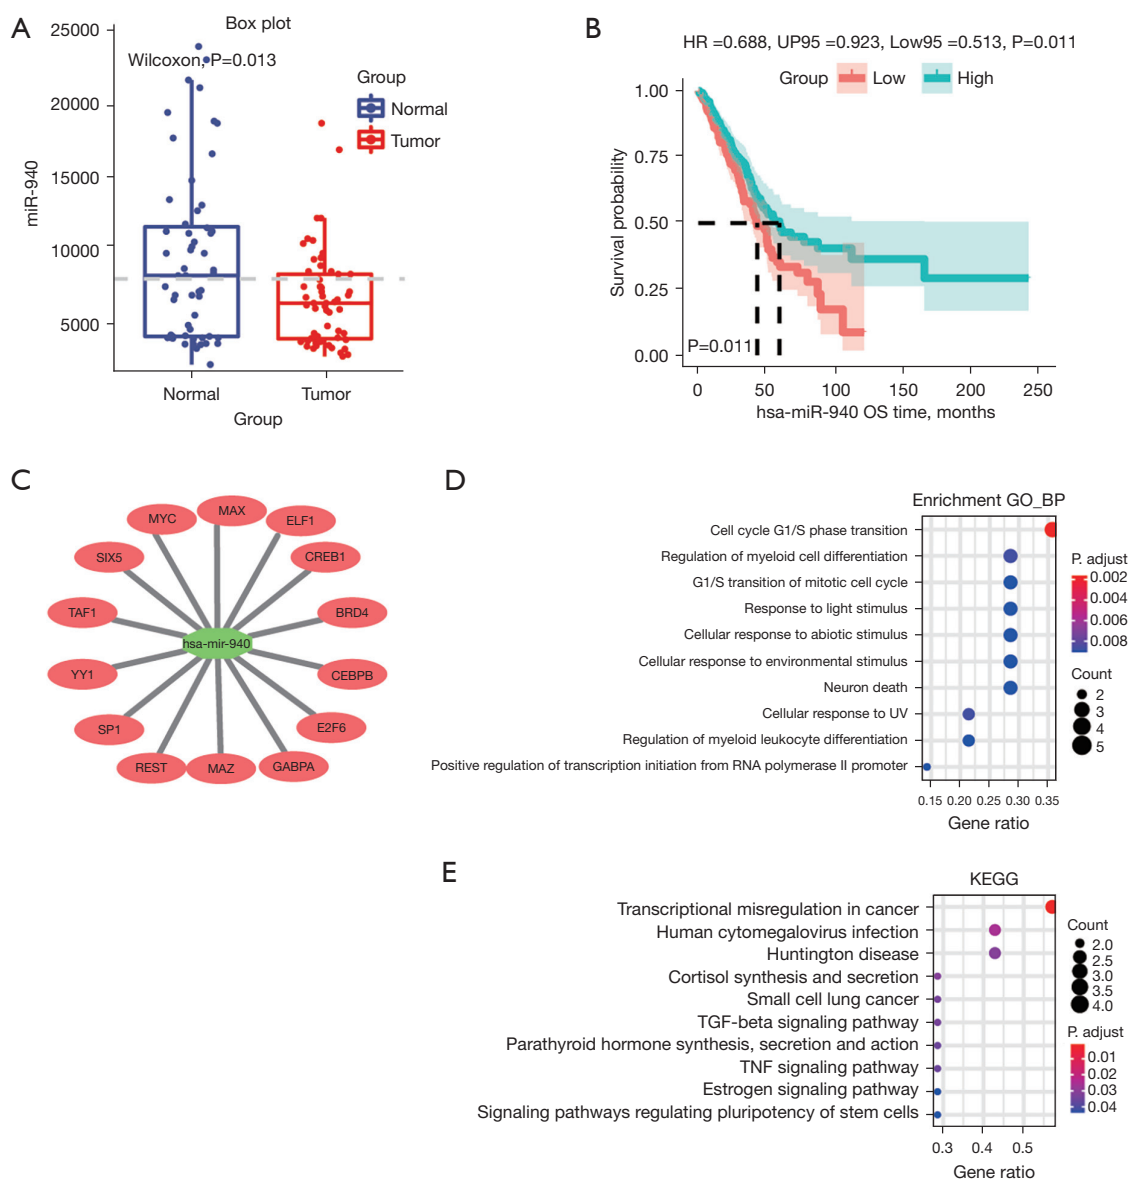 A
Box plot
Wilcoxon, P=0.013
25000
20000
15000
10000
5000
miR-940
Group
Normal
Tumor
Normal
Tumor
Group
B
HR =0.688, UP95 =0.923, Low95 =0.513, P=0.011
Group
Low
High
1.00
0.75
0.50
0.25
0.00
Survival probability
P=0.011
0
50
100
150
200
250
hsa-miR-940 OS time, months
C
MAX
MYC
ELF1
SIX5
CREB1
TAF1
BRD4
hsa-mir-940
YY1
CEBPB
SP1
E2F6
REST
MAZ
GABPA
D
Enrichment GO_BP
Cell cycle G1/S phase transition
Regulation of myeloid cell differentiation
G1/S transition of mitotic cell cycle
Response to light stimulus
Cellular response to abiotic stimulus
Cellular response to environmental stimulus
Neuron death
Cellular response to UV
Regulation of myeloid leukocyte differentiation
Positive regulation of transcription initiation from RNA polymerase II promoter
0.15
0.20
0.25
0.30
0.35
Gene ratio
P. adjust
0.002
0.004
0.006
0.008
Count
2
3
4
5
E
KEGG
Transcriptional misregulation in cancer
Human cytomegalovirus infection
Huntington disease
Cortisol synthesis and secretion
Small cell lung cancer
TGF-beta signaling pathway
Parathyroid hormone synthesis, secretion and action
TNF signaling pathway
Estrogen signaling pathway
Signaling pathways regulating pluripotency of stem cells
0.3
0.4
0.5
Gene ratio
Count
2.0
2.5
3.0
3.5
4.0
P. adjust
0.01
0.02
0.03
0.04